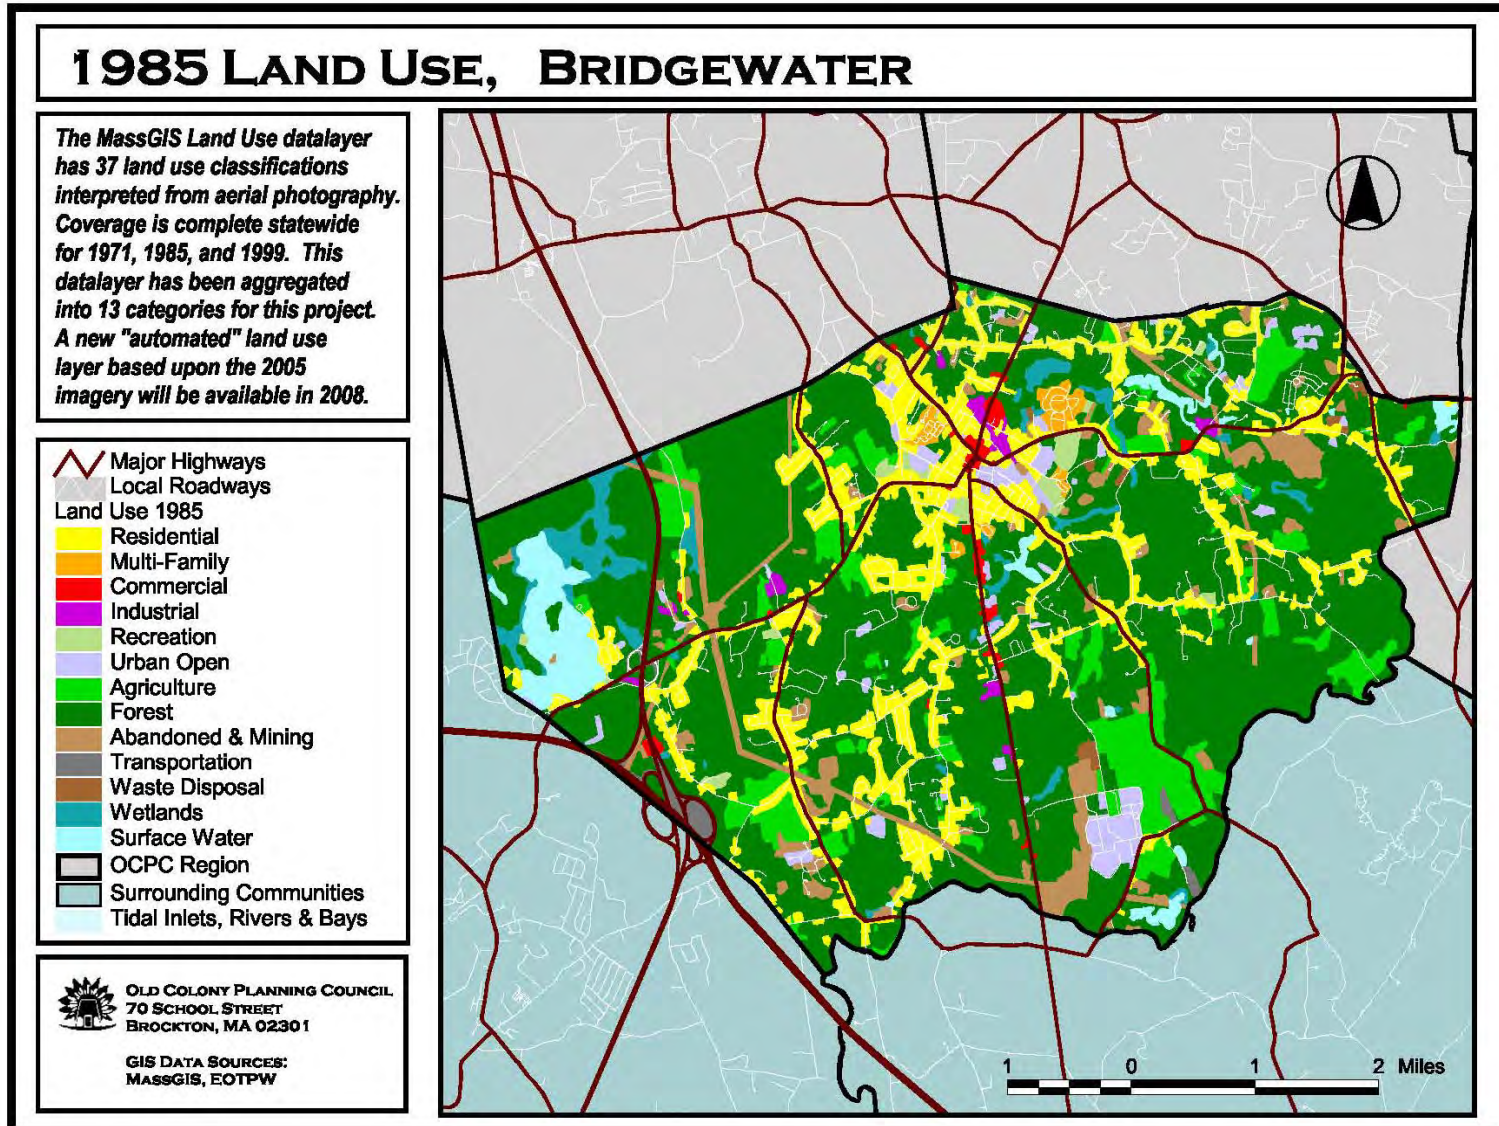 1985 LAND USE, BRIDGEWATER
The MassGIS Land Use datalayer
has 37 land use classifications
interpreted from aerial photography.
Coverage is complete statewide
for 1971, 1985, and 1999. This
datalayer has been aggregated
into 13 categories for this project.
A new "automated" land use
layer based upon the 2005
imagery will be available in 2008.
Major Highways
Local Roadways
Land Use 1985
Residential
Multi-Family
Commercial
Industrial
Recreation
Urban Open
Agriculture
Forest
Abandoned & Mining
Transportation
Waste Disposal
Wetlands
Surface Water
OCPC Region
Surrounding Communities
Tidal Inlets, Rivers & Bays
OLD COLONY PLANNING COUNCIL
70 SCHOOL STREET
BROCKTON, MA 02301
GIS DATA SOURCES:
MASSGIS, EOTPW
1 0 1 2 Miles